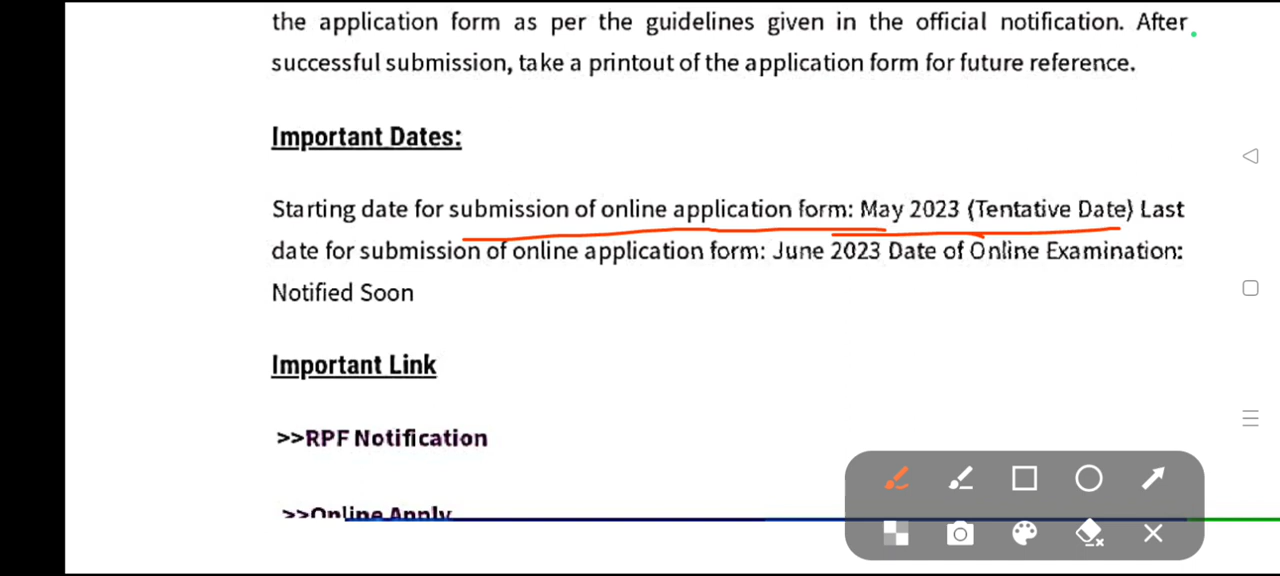 the application form as per the guidelines given in the official notification. After
successful submission, take a printout of the application form for future reference.
Important Dates:
Starting date for submission of online application form: May 2023 (Tentative Date) Last
date for submission of online application form: June 2023 Date of Online Examination:
Notified Soon
Important Link
>>RPF Notification
>>Online Apply